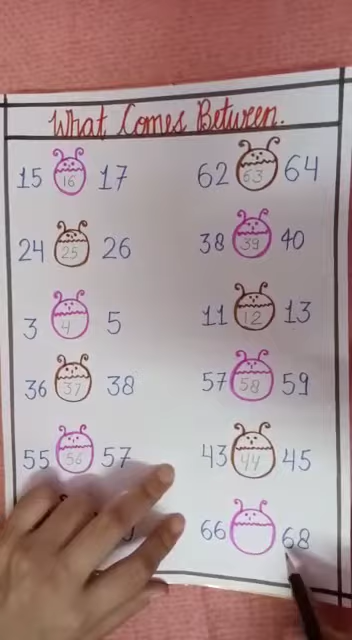 What Comes Between.
15 16 17 62 63 64
24 25 26 38 39 40
3 4 5 11 12 13
36 37 38 57 58 59
55 56 57 43 44 45
66 68